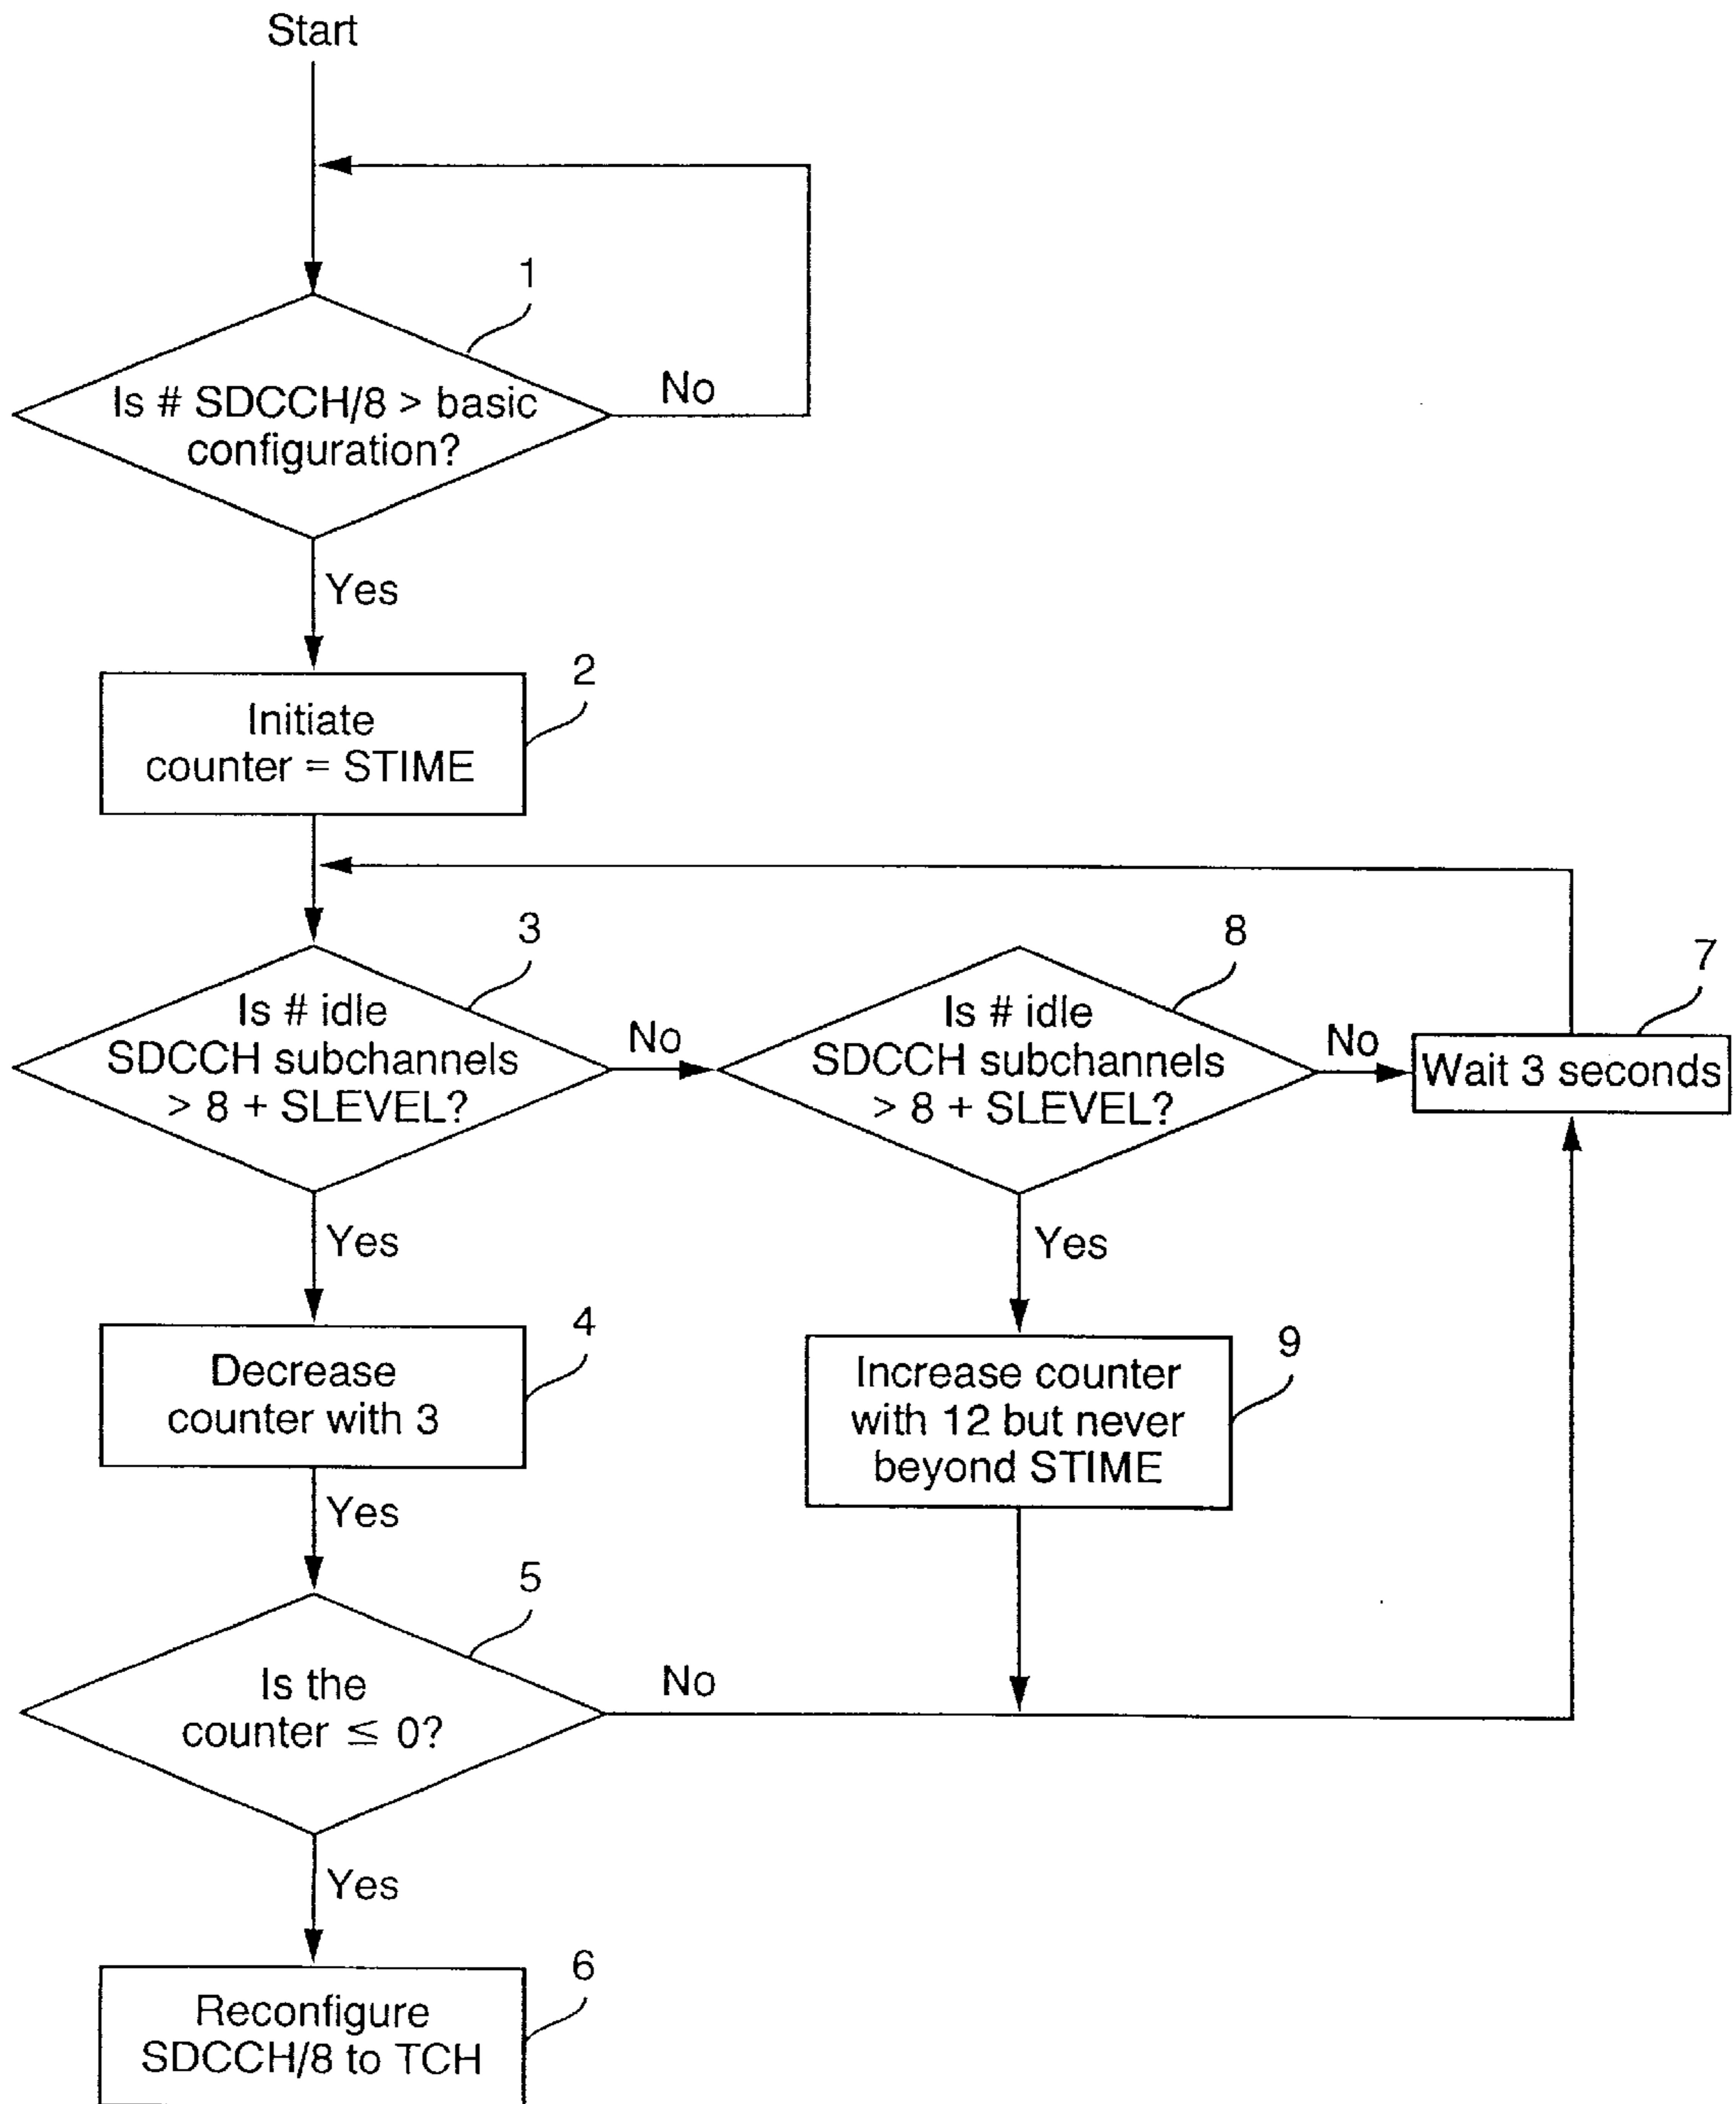 Start
1
Is # SDCCH/8 > basic
configuration?
No
Yes
2
Initiate
counter = STIME
3
Is # idle
SDCCH subchannels
> 8 + SLEVEL?
No
8
Is # idle
SDCCH subchannels
> 8 + SLEVEL?
No
7
Wait 3 seconds
Yes
Yes
4
Decrease
counter with 3
9
Increase counter
with 12 but never
beyond STIME
Yes
5
Is the
counter ≤ 0?
No
Yes
6
Reconfigure
SDCCH/8 to TCH